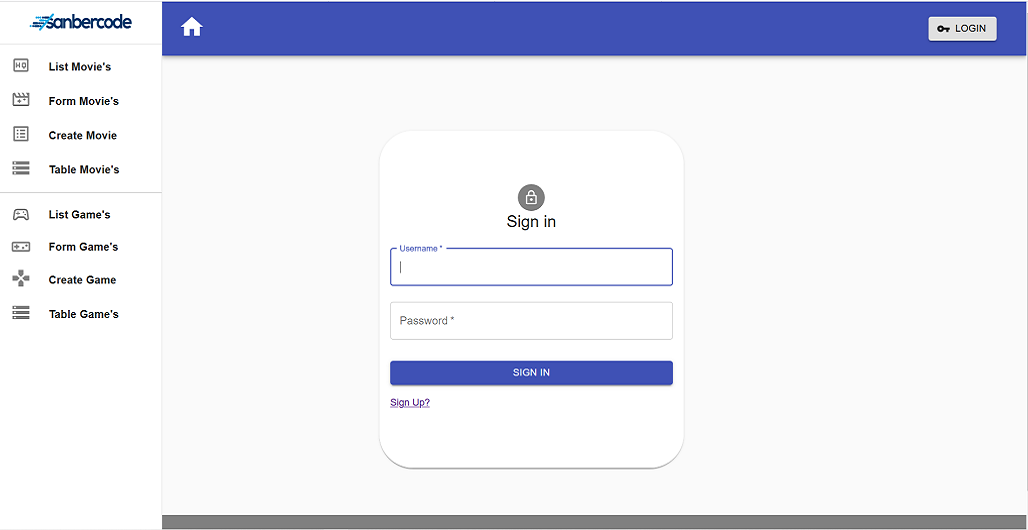 sanbercode
LOGIN
HQ
List Movie's
Form Movie's
Create Movie
Table Movie's
List Game's
Form Game's
Create Game
Table Game's
Sign in
Username *
Password *
SIGN IN
Sign Up?